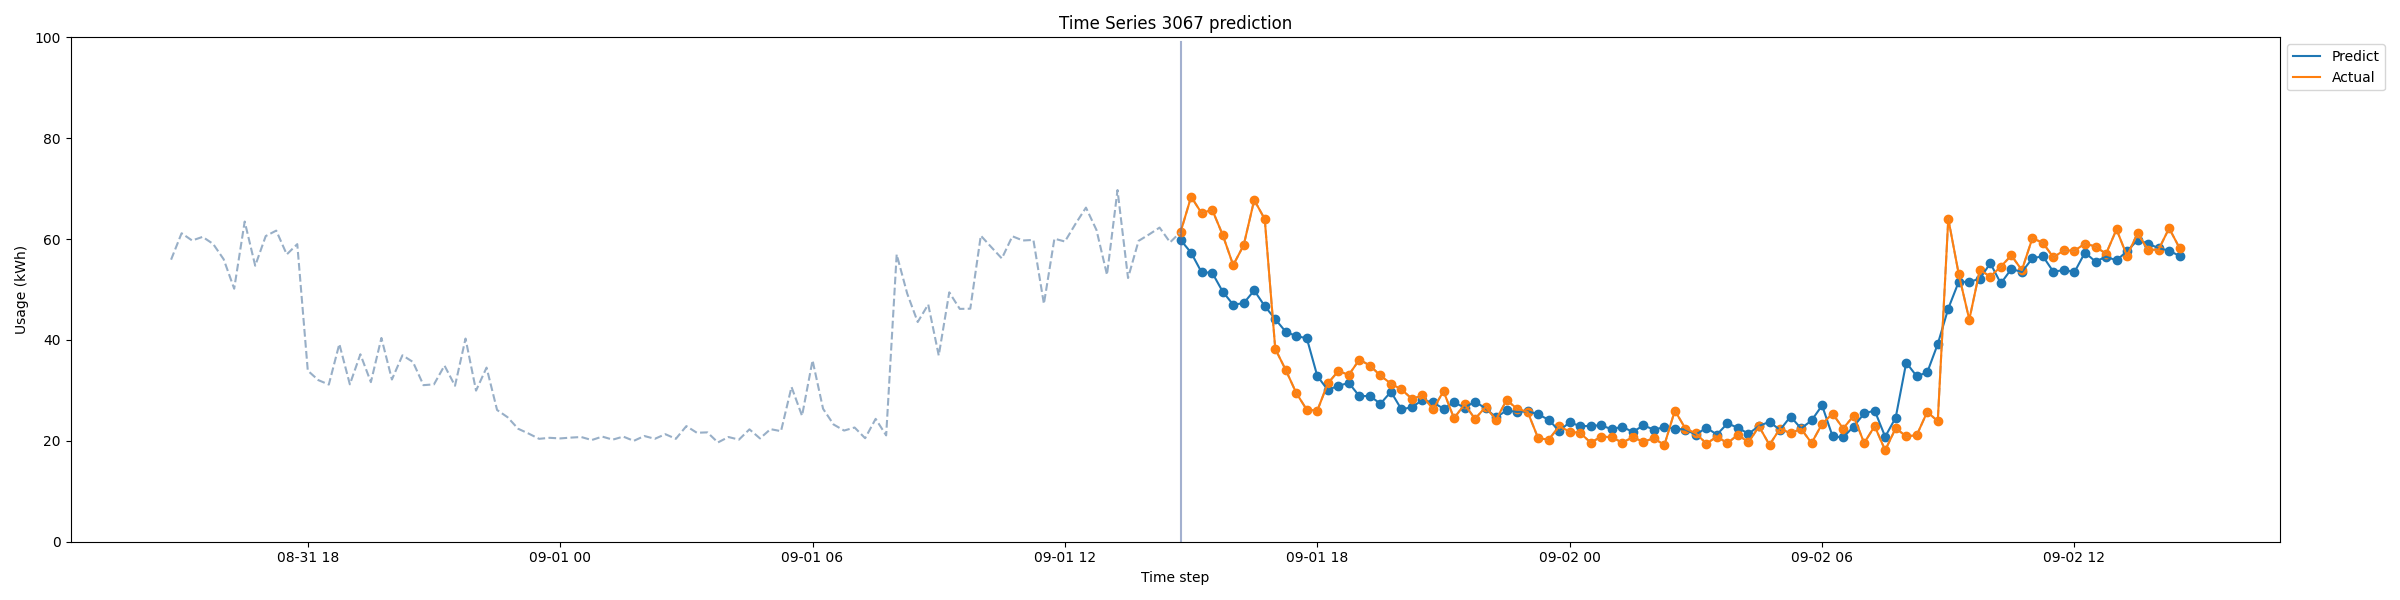 Time Series 3067 prediction
100
80
60
40
20
0
Usage (kWh)
08-31 18
09-01 00
09-01 06
09-01 12
09-01 18
09-02 00
09-02 06
09-02 12
Time step
Predict
Actual